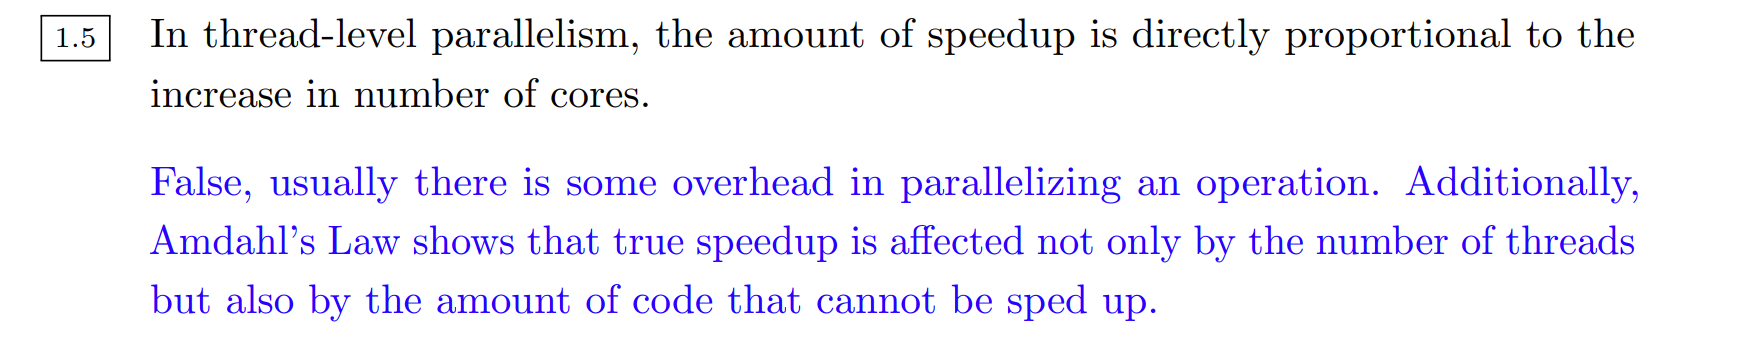 1.5 In thread-level parallelism, the amount of speedup is directly proportional to the
increase in number of cores.
False, usually there is some overhead in parallelizing an operation. Additionally,
Amdahl's Law shows that true speedup is affected not only by the number of threads
but also by the amount of code that cannot be sped up.